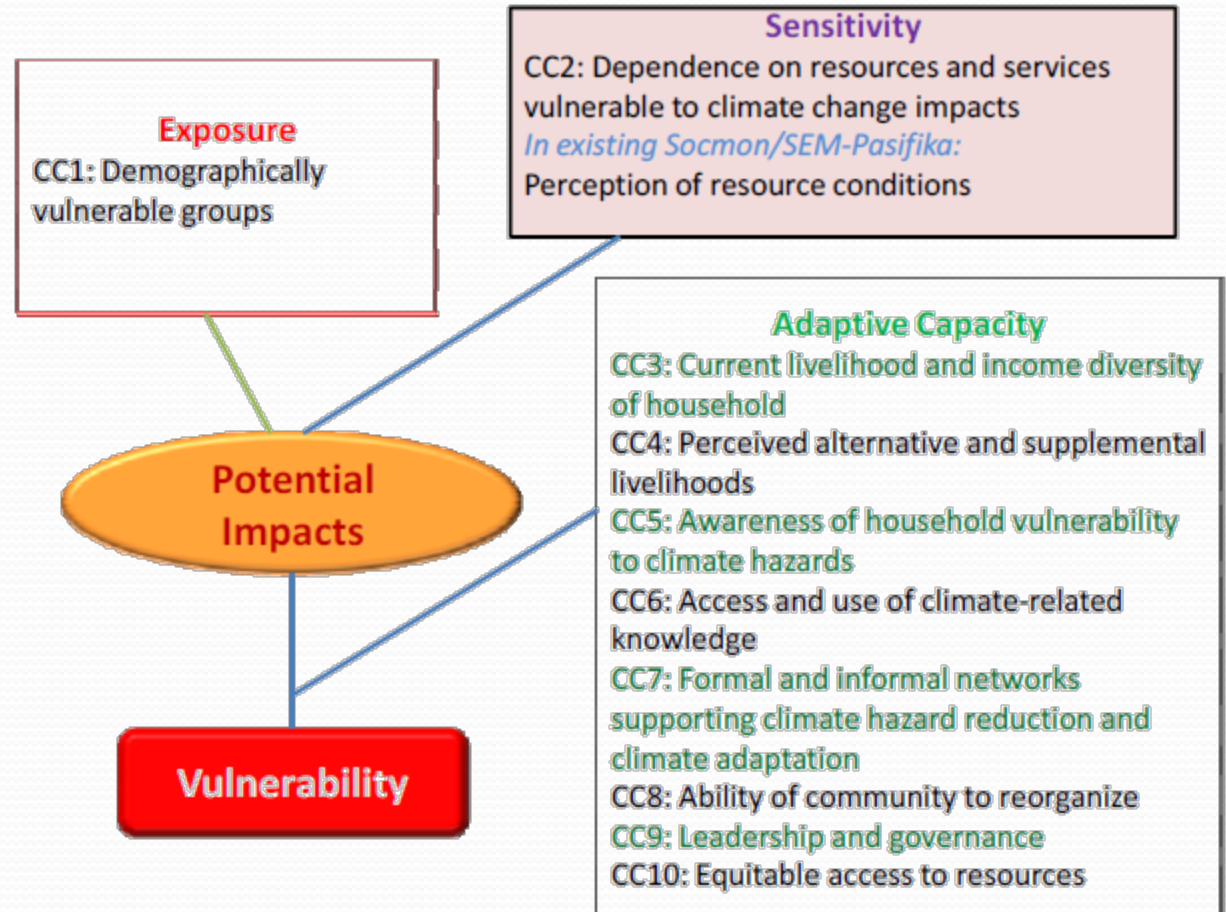 Exposure
CC1: Demographically
vulnerable groups
Sensitivity
CC2: Dependence on resources and services
vulnerable to climate change impacts
In existing Socmon/SEM-Pasifika:
Perception of resource conditions
Potential
Impacts
Vulnerability
Adaptive Capacity
CC3: Current livelihood and income diversity
of household
CC4: Perceived alternative and supplemental
livelihoods
CC5: Awareness of household vulnerability
to climate hazards
CC6: Access and use of climate-related
knowledge
CC7: Formal and informal networks
supporting climate hazard reduction and
climate adaptation
CC8: Ability of community to reorganize
CC9: Leadership and governance
CC10: Equitable access to resources